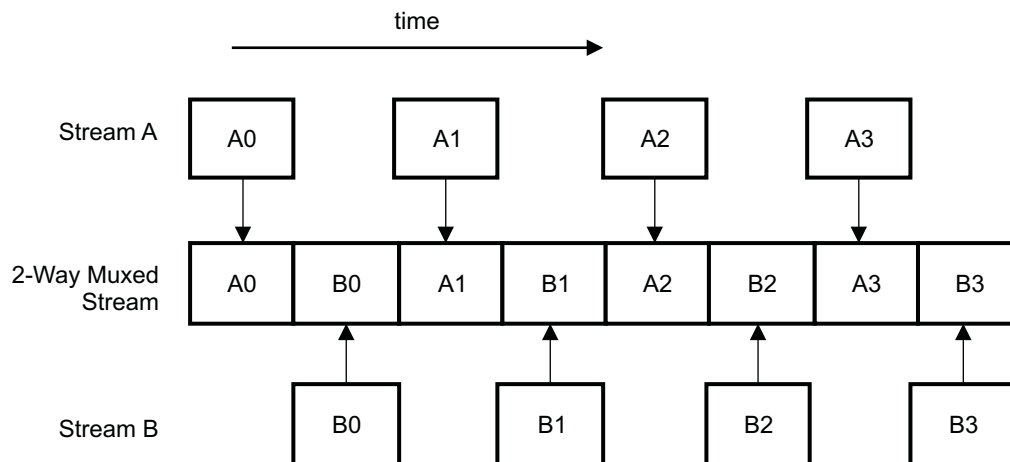 time
Stream A
A0 A1 A2 A3
2-Way Muxed
Stream
A0 B0 A1 B1 A2 B2 A3 B3
B0 B1 B2 B3
Stream B